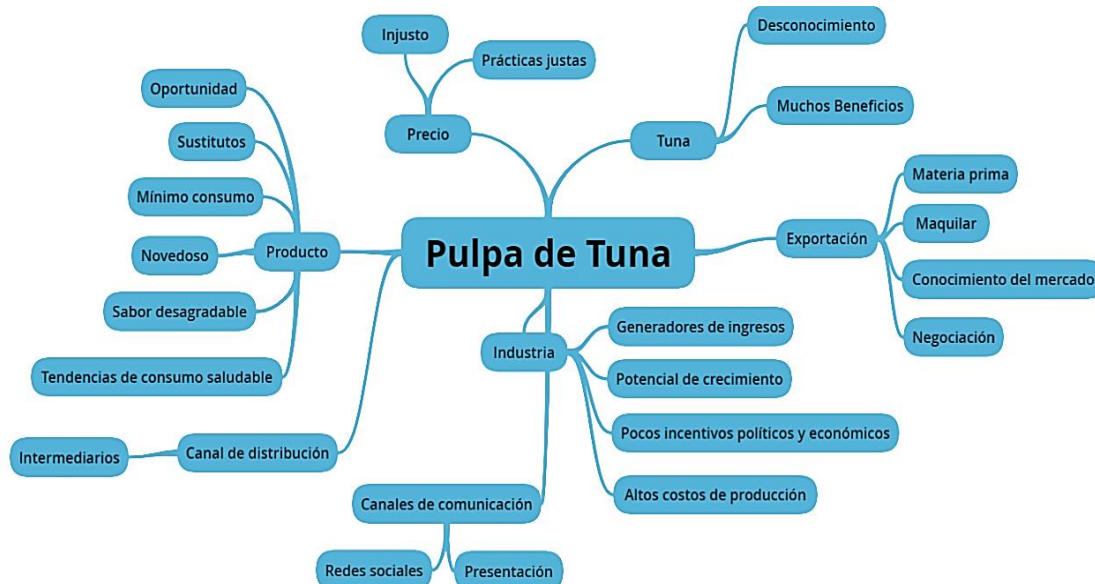 Injusto
Prácticas justas
Precio
Desconocimiento
Muchos Beneficios
Tuna
Oportunidad
Sustitutos
Mínimo consumo
Novedoso
Producto
Sabor desagradable
Tendencias de consumo saludable
Intermediarios
Canal de distribución
Pulpa de Tuna
Exportación
Materia prima
Maquilar
Conocimiento del mercado
Negociación
Industria
Generadores de ingresos
Potencial de crecimiento
Pocos incentivos políticos y económicos
Altos costos de producción
Canales de comunicación
Redes sociales
Presentación